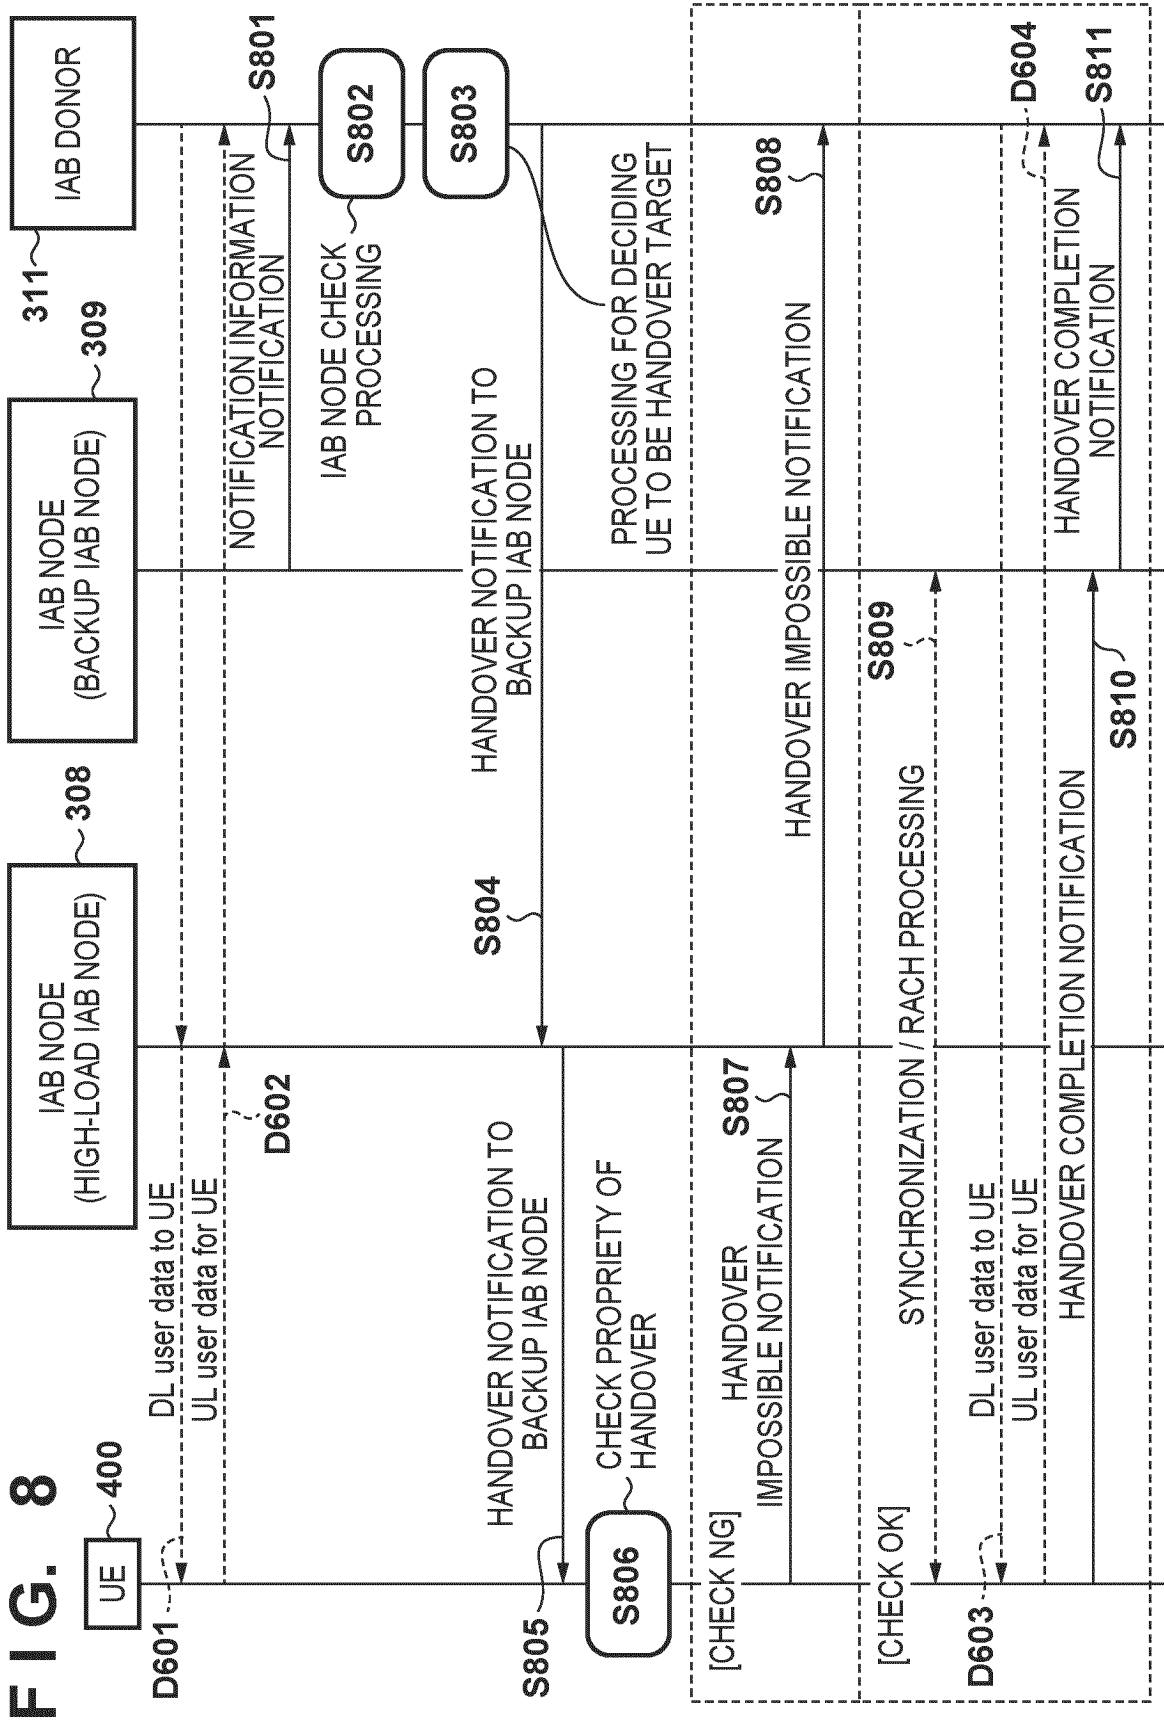 FIG. 8
UE
400
IAB NODE
(HIGH-LOAD IAB NODE)
308
IAB NODE
(BACKUP IAB NODE)
309
IAB DONOR
311
D601
DL user data to UE
UL user data for UE
D602
NOTIFICATION INFORMATION
NOTIFICATION
S801
IAB NODE CHECK
PROCESSING
S802
S803
HANDOVER NOTIFICATION TO
BACKUP IAB NODE
S804
PROCESSING FOR DECIDING
UE TO BE HANDOVER TARGET
S805
HANDOVER NOTIFICATION TO
BACKUP IAB NODE
S806
CHECK PROPRIETY OF
HANDOVER
[CHECK NG]
HANDOVER
IMPOSSIBLE NOTIFICATION
S807
HANDOVER IMPOSSIBLE NOTIFICATION
S808
[CHECK OK]
SYNCHRONIZATION / RACH PROCESSING
S809
D603
DL user data to UE
UL user data for UE
D604
HANDOVER COMPLETION NOTIFICATION
S810
HANDOVER COMPLETION
NOTIFICATION
S811